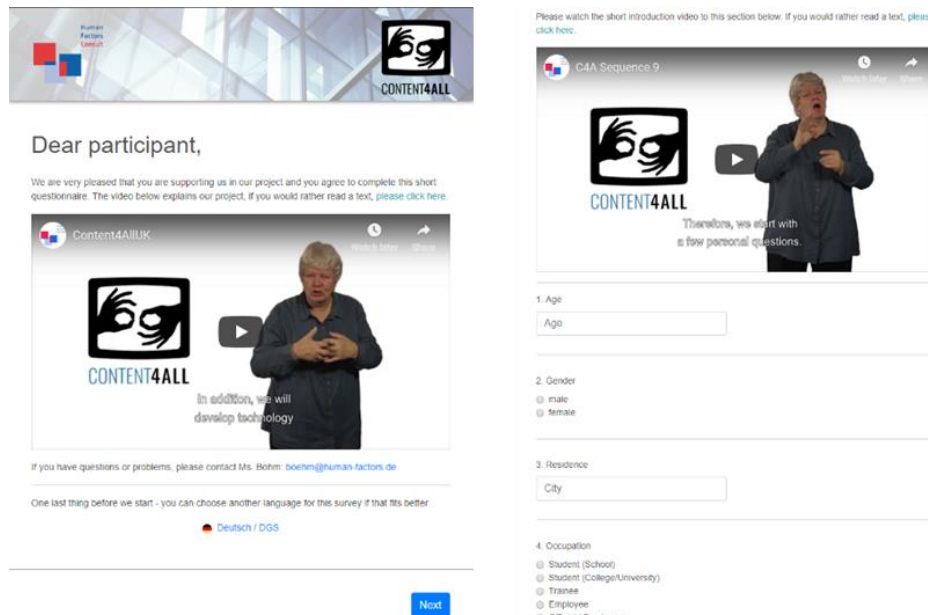 Human
Factors
Consult
CONTENT4ALL
Dear participant,
We are very pleased that you are supporting us in our project and you agree to complete this short
questionnaire. The video below explains our project, if you would rather read a text, please click here.
Content4AllUK
Watch later
Share
CONTENT4ALL
In addition, we will
develop technology
If you have questions or problems, please contact Ms. Böhm: boehm@human-factors.de
One last thing before we start - you can choose another language for this survey if that fits better
Deutsch / DGS
Next
Please watch the short introduction video to this section below. If you would rather read a text,
click here.
C4A Sequence 9
Watch later
Share
CONTENT4ALL
Therefore, we start with
a few personal questions.
1. Age
Age
2. Gender
male
female
3. Residence
City
4. Occupation
Student (School)
Student (College/University)
Trainee
Employee